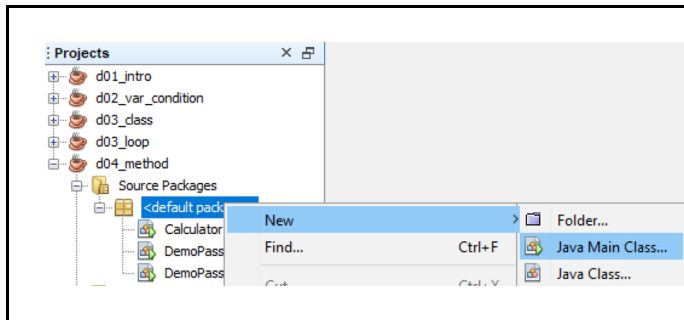 Projects
d01_intro
d02_var_condition
d03_class
d03_loop
d04_method
Source Packages
<default pack
Calculator
DemoPass
DemoPass
New
Find... Ctrl+F
Folder...
Java Main Class...
Java Class...